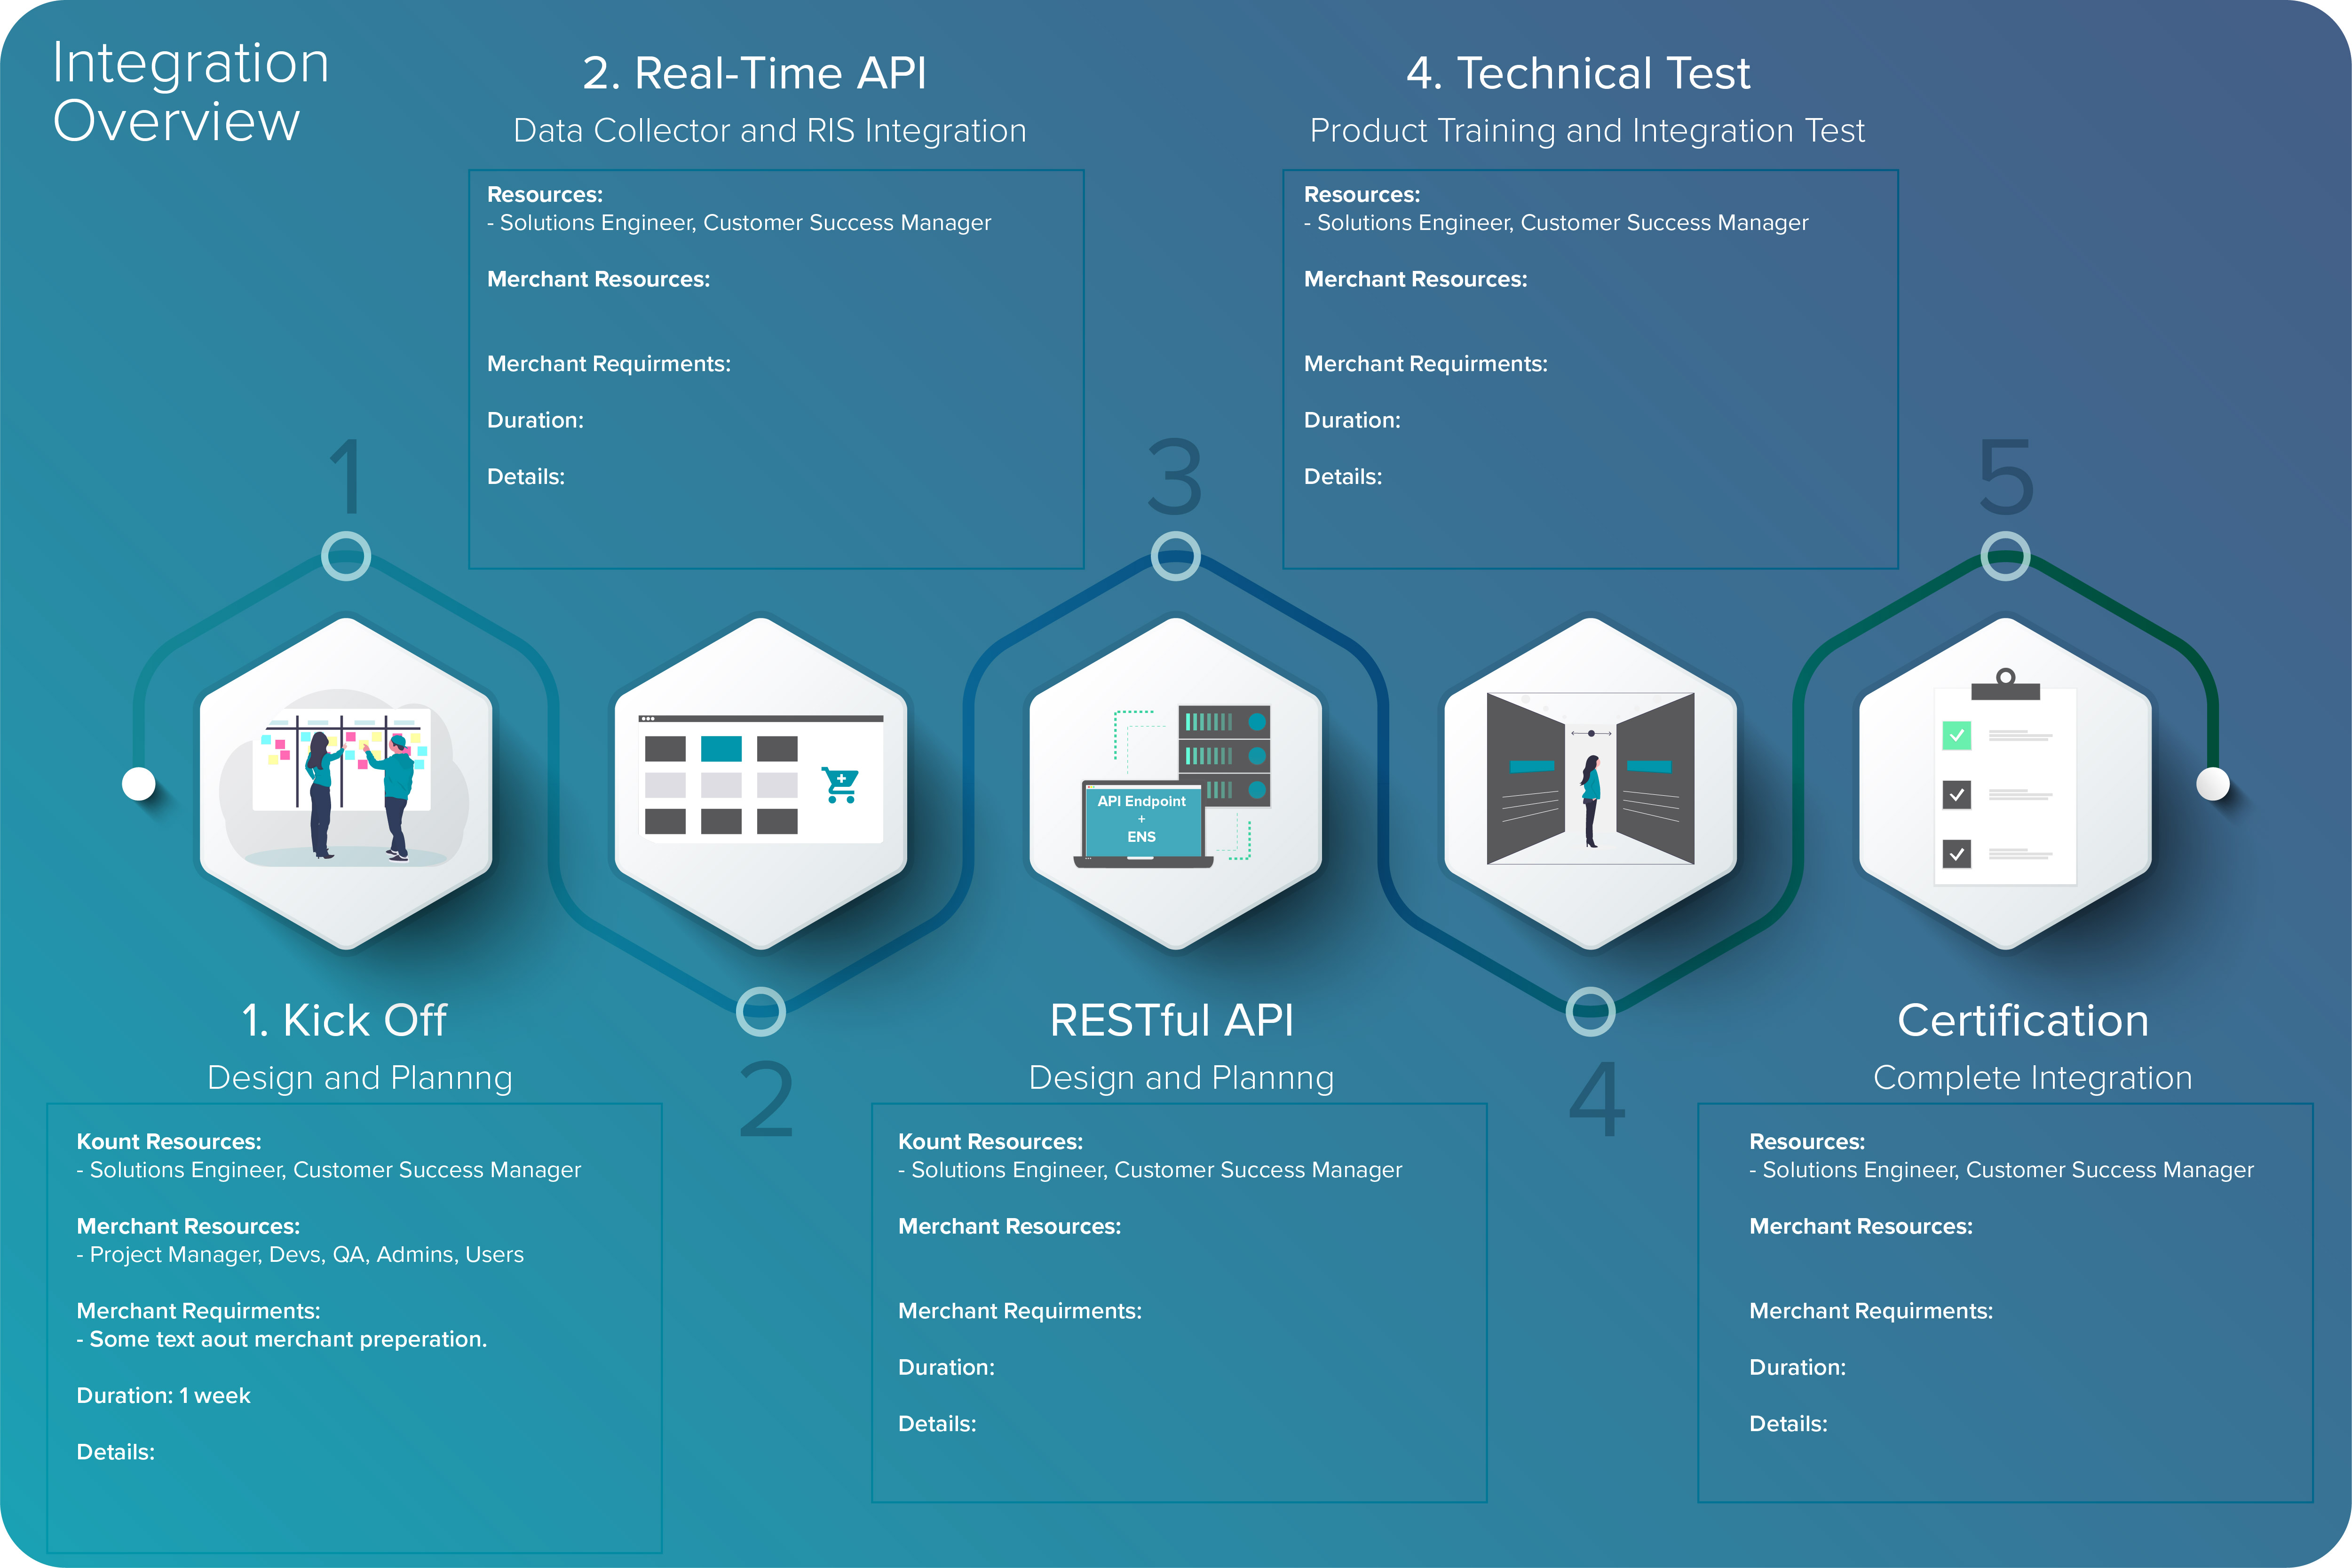 Integration
Overview
2. Real-Time API
Data Collector and RIS Integration
Resources:
- Solutions Engineer, Customer Success Manager
Merchant Resources:
Merchant Requirments:
Duration:
Details:
4. Technical Test
Product Training and Integration Test
Resources:
- Solutions Engineer, Customer Success Manager
Merchant Resources:
Merchant Requirments:
Duration:
Details:
1
3
5
API Endpoint
+
ENS
1. Kick Off
Design and Plannng
Kount Resources:
- Solutions Engineer, Customer Success Manager
Merchant Resources:
- Project Manager, Devs, QA, Admins, Users
Merchant Requirments:
- Some text aout merchant preperation.
Duration: 1 week
Details:
2
RESTful API
Design and Plannng
Kount Resources:
- Solutions Engineer, Customer Success Manager
Merchant Resources:
Merchant Requirments:
Duration:
Details:
4
Certification
Complete Integration
Resources:
- Solutions Engineer, Customer Success Manager
Merchant Resources:
Merchant Requirments:
Duration:
Details: